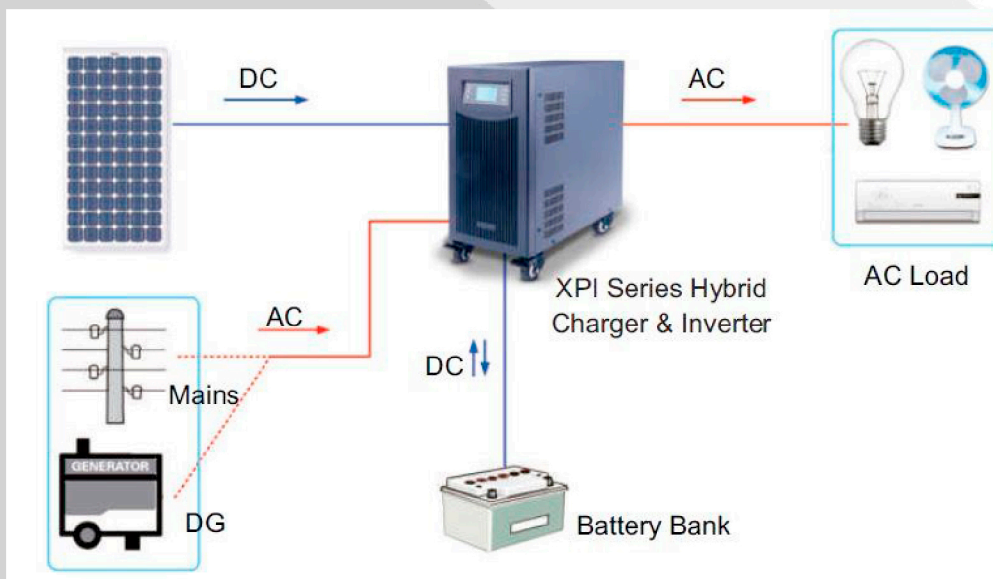 DC
AC
XPI Series Hybrid
Charger & Inverter
AC Load
AC
Mains
DC
GENERATOR
DG
Battery Bank